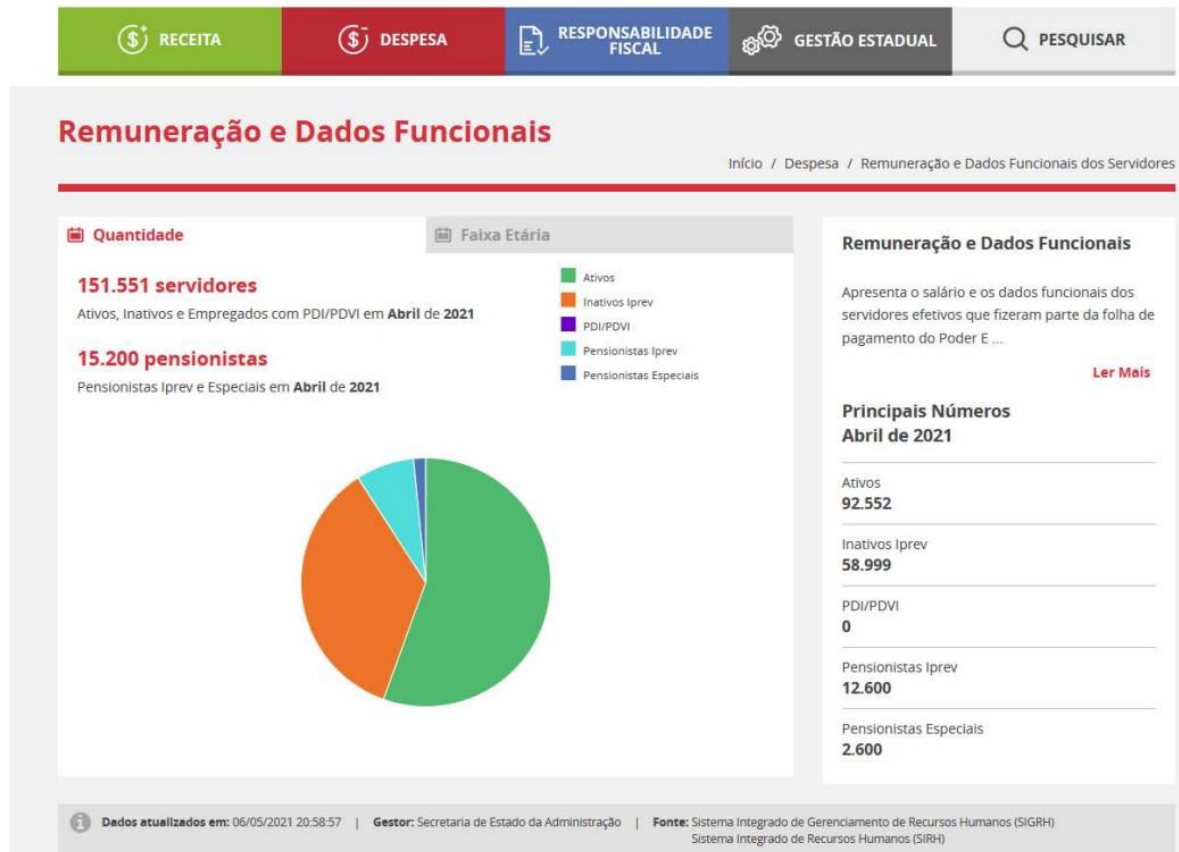 RECEITA
DESPESA
RESPONSABILIDADE
FISCAL
GESTÃO ESTADUAL
PESQUISAR
Remuneração e Dados Funcionais
Início / Despesa / Remuneração e Dados Funcionais dos Servidores
Quantidade
Faixa Etária
151.551 servidores
Ativos, Inativos e Empregados com PDI/PDVI em Abril de 2021
15.200 pensionistas
Pensionistas Iprev e Especiais em Abril de 2021
Ativos
Inativos Iprev
PDI/PDVI
Pensionistas Iprev
Pensionistas Especiais
Remuneração e Dados Funcionais
Apresenta o salário e os dados funcionais dos
servidores efetivos que fizeram parte da folha de
pagamento do Poder E ...
Ler Mais
Principais Números
Abril de 2021
Ativos
92.552
Inativos Iprev
58.999
PDI/PDVI
0
Pensionistas Iprev
12.600
Pensionistas Especiais
2.600
Dados atualizados em: 06/05/2021 20:58:57 | Gestor: Secretaria de Estado da Administração | Fonte: Sistema Integrado de Gerenciamento de Recursos Humanos (SIGRH)
Sistema Integrado de Recursos Humanos (SIRH)